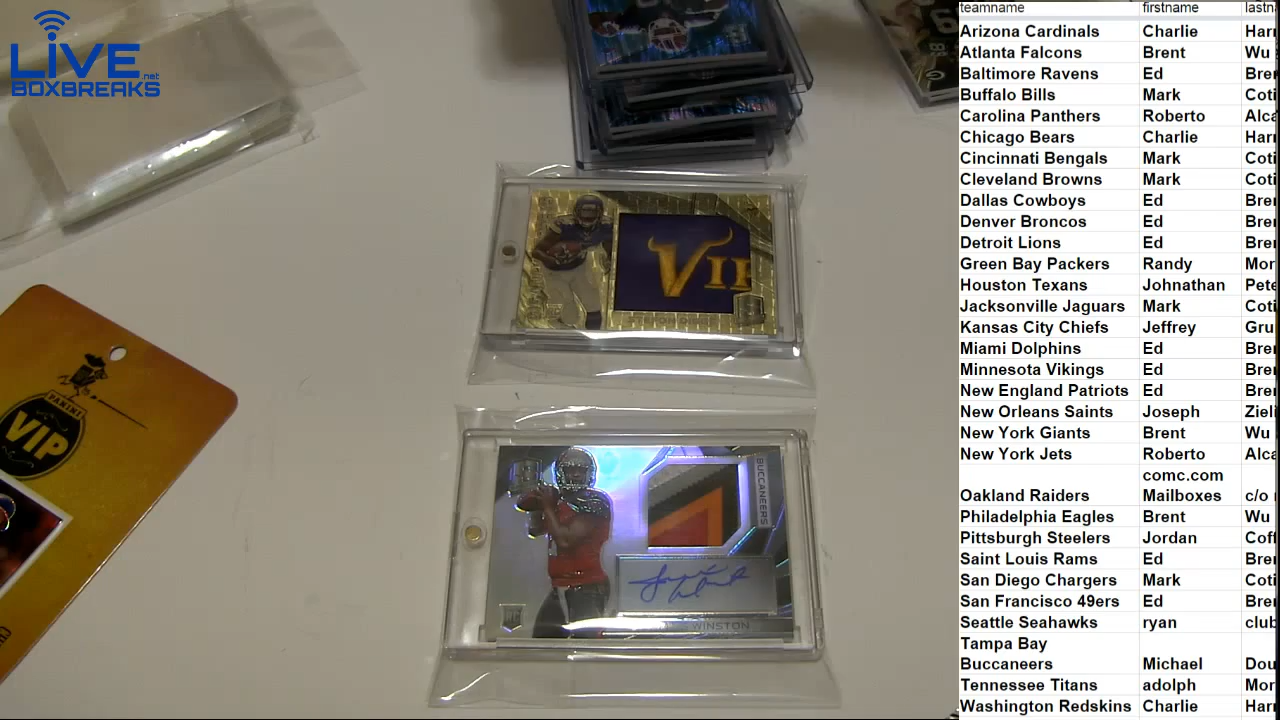 LIVE.net
BOXBREAKS
PANINI
VIP
VI
BUCCANEERS
WINSTON
teamname firstname
Arizona Cardinals Charlie
Atlanta Falcons Brent Wu
Baltimore Ravens Ed
Buffalo Bills Mark
Carolina Panthers Roberto
Chicago Bears Charlie
Cincinnati Bengals Mark
Cleveland Browns Mark
Dallas Cowboys Ed
Denver Broncos Ed
Detroit Lions Ed
Green Bay Packers Randy
Houston Texans Johnathan
Jacksonville Jaguars Mark
Kansas City Chiefs Jeffrey
Miami Dolphins Ed
Minnesota Vikings Ed
New England Patriots Ed
New Orleans Saints Joseph
New York Giants Brent Wu
New York Jets Roberto
comc.com
Oakland Raiders Mailboxes c/o
Philadelphia Eagles Brent Wu
Pittsburgh Steelers Jordan
Saint Louis Rams Ed
San Diego Chargers Mark
San Francisco 49ers Ed
Seattle Seahawks ryan club
Tampa Bay
Buccaneers Michael
Tennessee Titans adolph
Washington Redskins Charlie